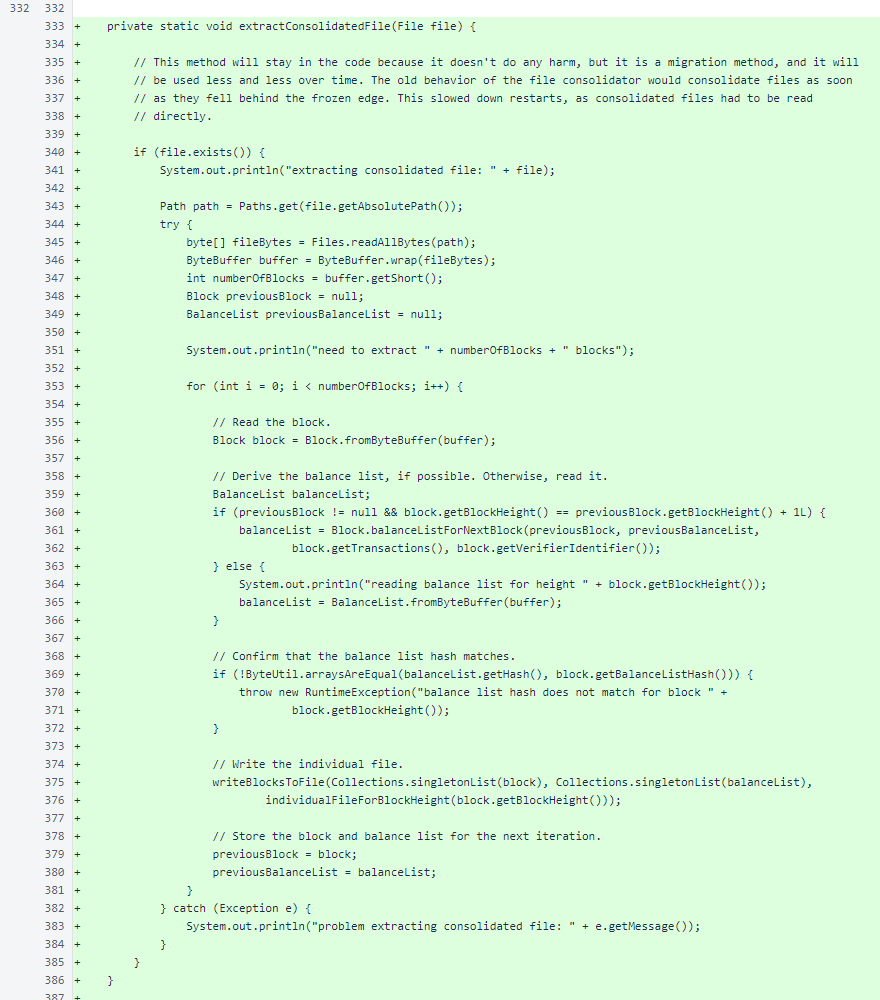 332 332
333 + private static void extractConsolidatedFile(File file) {
334 +
335 + // This method will stay in the code because it doesn't do any harm, but it is a migration method, and it will
336 + // be used less and less over time. The old behavior of the file consolidator would consolidate files as soon
337 + // as they fell behind the frozen edge. This slowed down restarts, as consolidated files had to be read
338 + // directly.
339 +
340 + if (file.exists()) {
341 + System.out.println("extracting consolidated file: " + file);
342 +
343 + Path path = Paths.get(file.getAbsolutePath());
344 + try {
345 + byte[] fileBytes = Files.readAllBytes(path);
346 + ByteBuffer buffer = ByteBuffer.wrap(fileBytes);
347 + int numberOfBlocks = buffer.getShort();
348 + Block previousBlock = null;
349 + BalanceList previousBalanceList = null;
350 +
351 + System.out.println("need to extract " + numberOfBlocks + " blocks");
352 +
353 + for (int i = 0; i < numberOfBlocks; i++) {
354 +
355 + // Read the block.
356 + Block block = Block.fromByteBuffer(buffer);
357 +
358 + // Derive the balance list, if possible. Otherwise, read it.
359 + BalanceList balanceList;
360 + if (previousBlock != null && block.getBlockHeight() == previousBlock.getBlockHeight() + 1L) {
361 + balanceList = Block.balanceListForNextBlock(previousBlock, previousBalanceList,
362 + block.getTransactions(), block.getVerifierIdentifier());
363 + } else {
364 + System.out.println("reading balance list for height " + block.getBlockHeight());
365 + balanceList = BalanceList.fromByteBuffer(buffer);
366 + }
367 +
368 + // Confirm that the balance list hash matches.
369 + if (!ByteUtil.arraysAreEqual(balanceList.getHash(), block.getBalanceListHash())) {
370 + throw new RuntimeException("balance list hash does not match for block " +
371 + block.getBlockHeight());
372 + }
373 +
374 + // Write the individual file.
375 + writeBlocksToFile(Collections.singletonList(block), Collections.singletonList(balanceList),
376 + individualFileForBlockHeight(block.getBlockHeight()));
377 +
378 + // Store the block and balance list for the next iteration.
379 + previousBlock = block;
380 + previousBalanceList = balanceList;
381 + }
382 + } catch (Exception e) {
383 + System.out.println("problem extracting consolidated file: " + e.getMessage());
384 + }
385 + }
386 + }
387 +